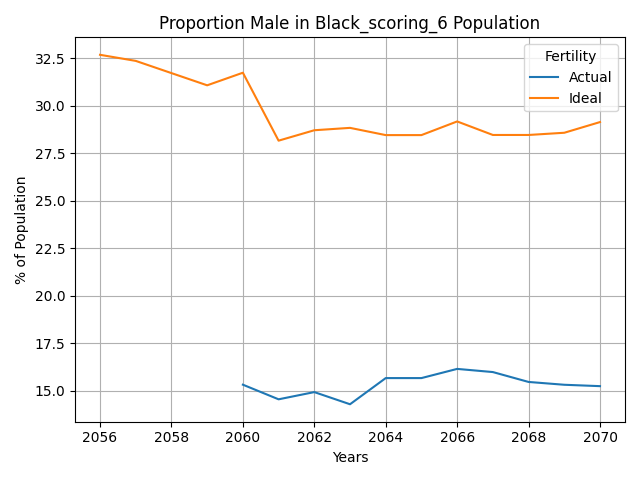 Proportion Male in Black_scoring_6 Population
Fertility
Actual
Ideal
% of Population
32.5
30.0
27.5
25.0
22.5
20.0
17.5
15.0
2056 2058 2060 2062 2064 2066 2068 2070
Years